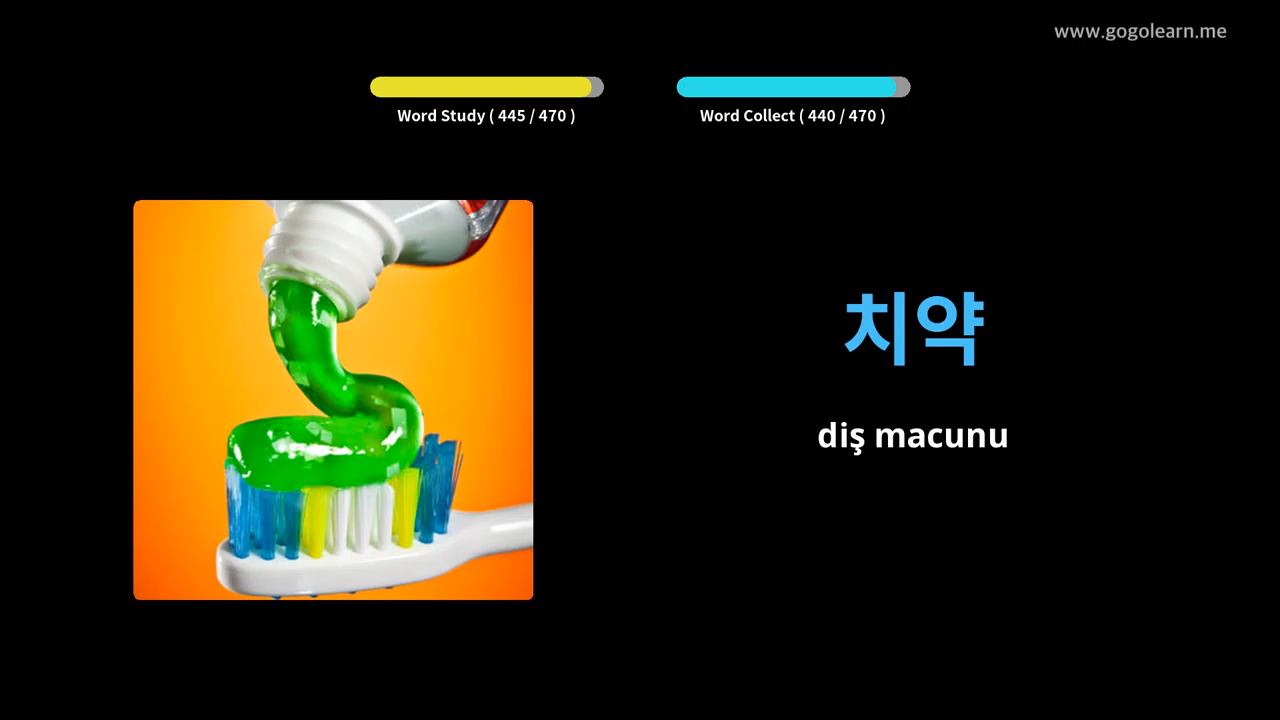 www.gogolearn.me
Word Study ( 445 / 470 )
Word Collect ( 440 / 470 )
치약
diş macunu